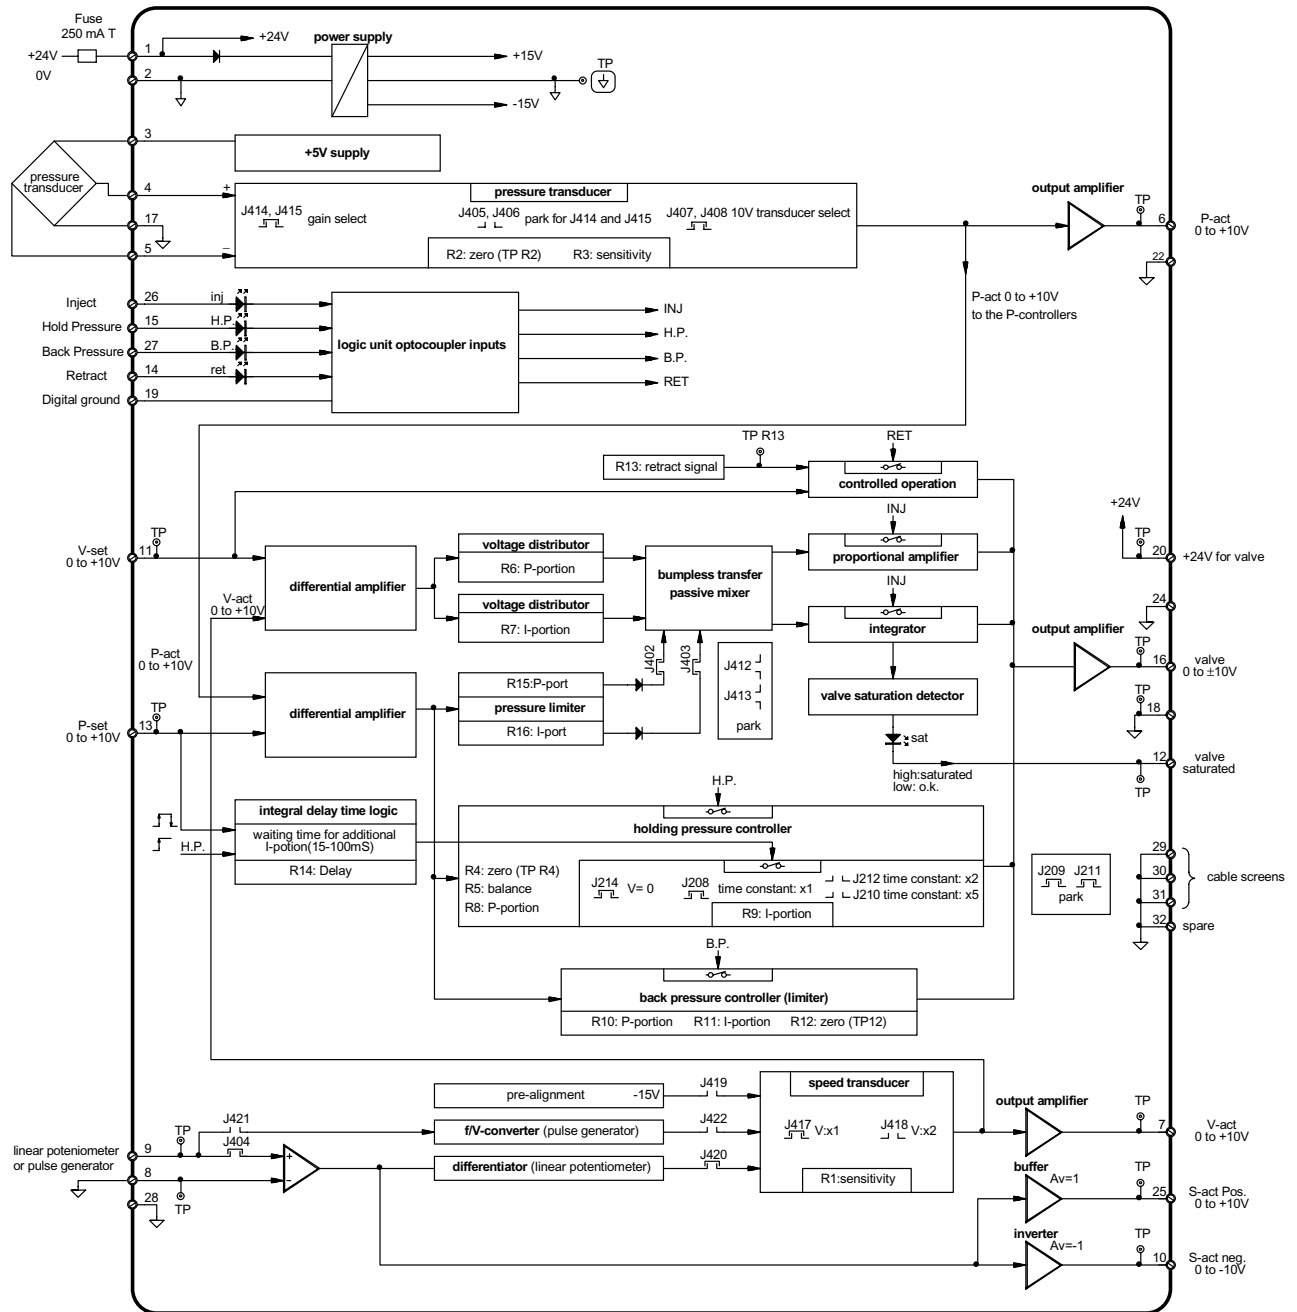 Fuse
250 mA T
+24V
0V
1
2
+24V
power supply
+15V
-15V
TP
3
+5V supply
pressure
transducer
4
+
17
5
–
pressure transducer
J414, J415
gain select
J405, J406
park for J414 and J415
J407, J408 10V transducer select
R2: zero (TP R2)
R3: sensitivity
output amplifier
TP
6
P-act
0 to +10V
22
P-act 0 to +10V
to the P-controllers
Inject
26
inj
Hold Pressure
15
H.P.
Back Pressure
27
B.P.
Retract
14
ret
Digital ground
19
logic unit optocoupler inputs
INJ
H.P.
B.P.
RET
TP R13
R13: retract signal
RET
controlled operation
V-set
0 to +10V
TP
11
differential amplifier
V-act
0 to +10V
voltage distributor
R6: P-portion
voltage distributor
R7: I-portion
bumpless transfer
passive mixer
INJ
proportional amplifier
INJ
integrator
+24V
TP
20
+24V for valve
24
output amplifier
TP
16
valve
0 to ±10V
TP
18
P-act
0 to +10V
P-set
0 to +10V
TP
13
differential amplifier
R15:P-port
pressure limiter
R16: I-port
J402
J403
J412
J413
park
valve saturation detector
sat
high:saturated
low: o.k.
12
valve
saturated
TP
integral delay time logic
waiting time for additional
I-potion(15-100mS)
R14: Delay
H.P.
H.P.
holding pressure controller
R4: zero (TP R4)
R5: balance
R8: P-portion
J214
V= 0
J208
time constant: x1
J212 time constant: x2
J210 time constant: x5
R9: I-portion
J209
J211
park
29
30
31
32
cable screens
spare
B.P.
back pressure controller (limiter)
R10: P-portion
R11: I-portion
R12: zero (TP12)
pre-alignment
-15V
J419
f/V-converter (pulse generator)
J422
differentiator (linear potentiometer)
J420
speed transducer
J417
V:x1
J418
V:x2
R1:sensitivity
output amplifier
TP
7
V-act
0 to +10V
linear poteniometer
or pulse generator
TP
9
J421
J404
+
–
8
28
TP
buffer
Av=1
TP
25
S-act Pos.
0 to +10V
inverter
Av=-1
TP
10
S-act neg.
0 to -10V